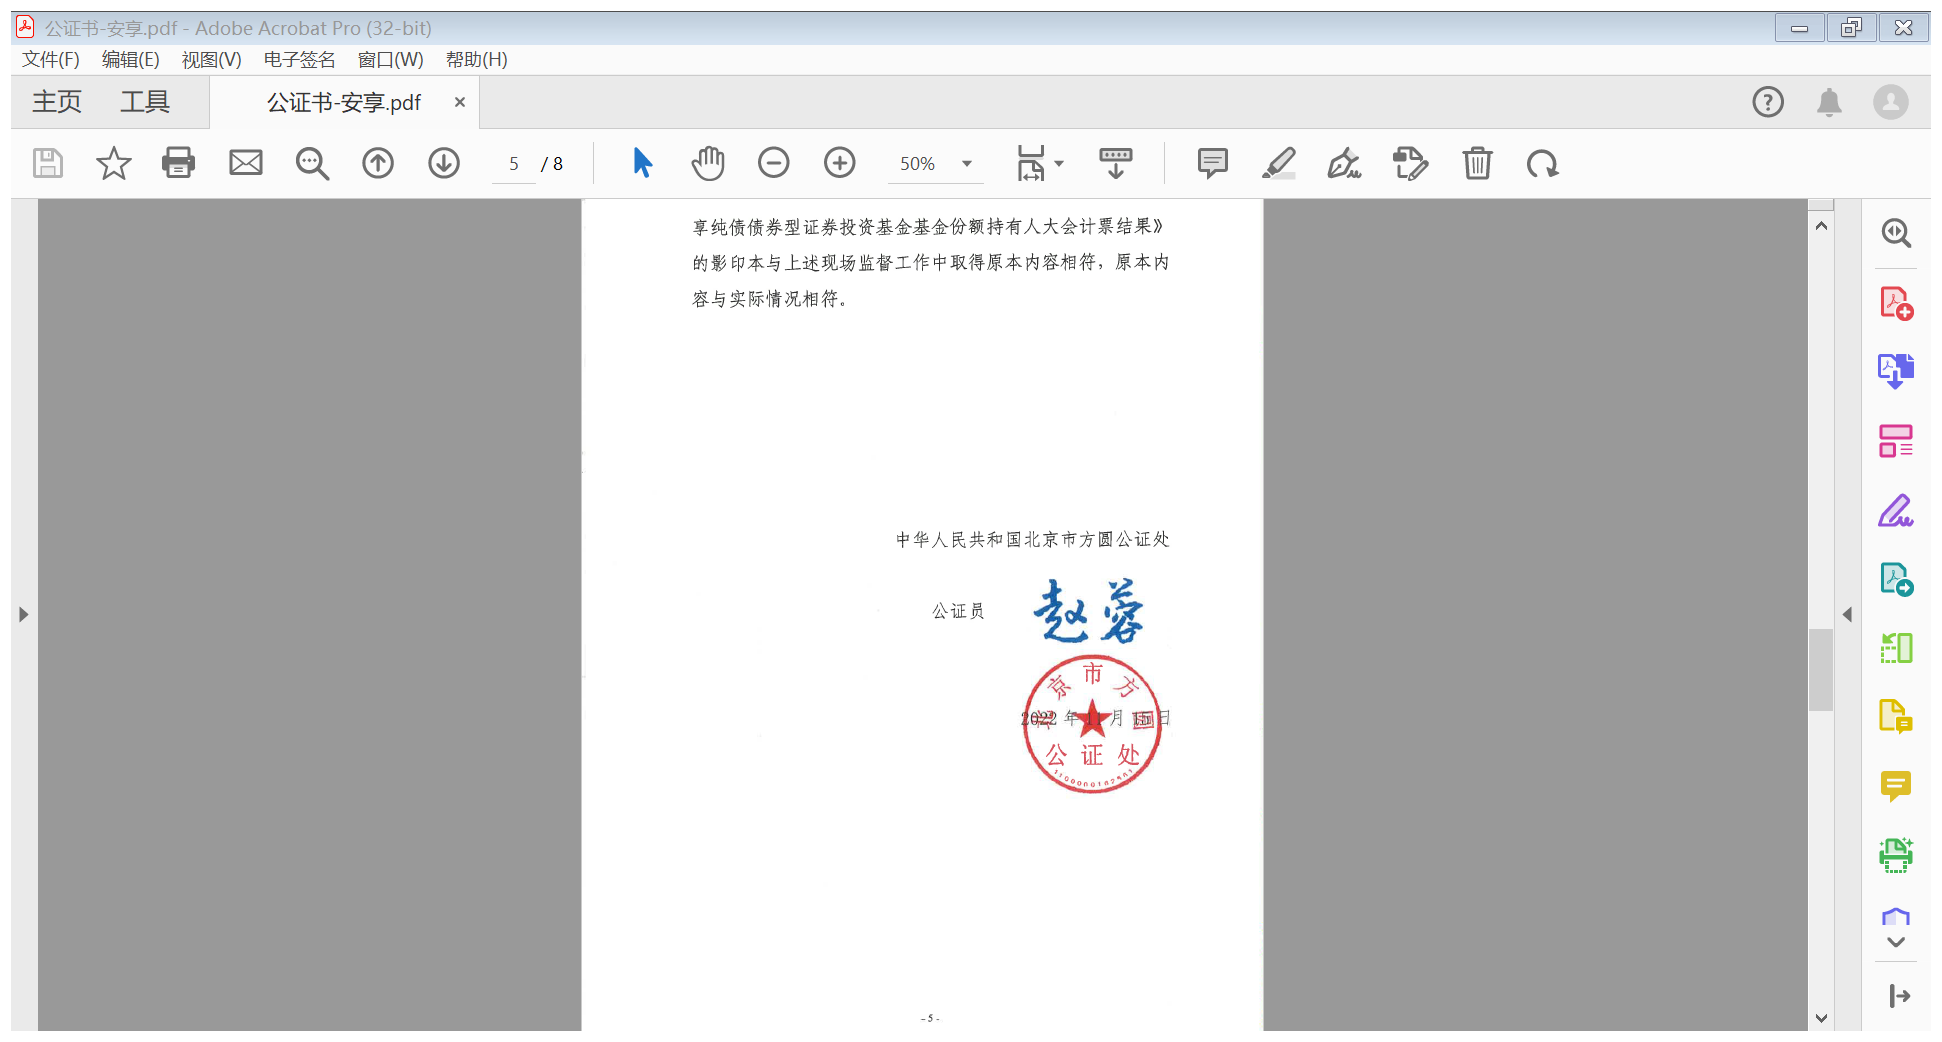 公证书-安享.pdf - Adobe Acrobat Pro (32-bit)
文件(F) 编辑(E) 视图(V) 电子签名 窗口(W) 帮助(H)
主页 工具 公证书-安享.pdf ×
5 / 8 50%
享纯债债券型证券投资基金基金份额持有人大会计票结果》
的影印本与上述现场监督工作中取得原本内容相符，原本内
容与实际情况相符。
中华人民共和国北京市方圆公证处
公证员 赵蓉
北京市方圆
2022 年 11 月 15 日
公证处
- 5 -